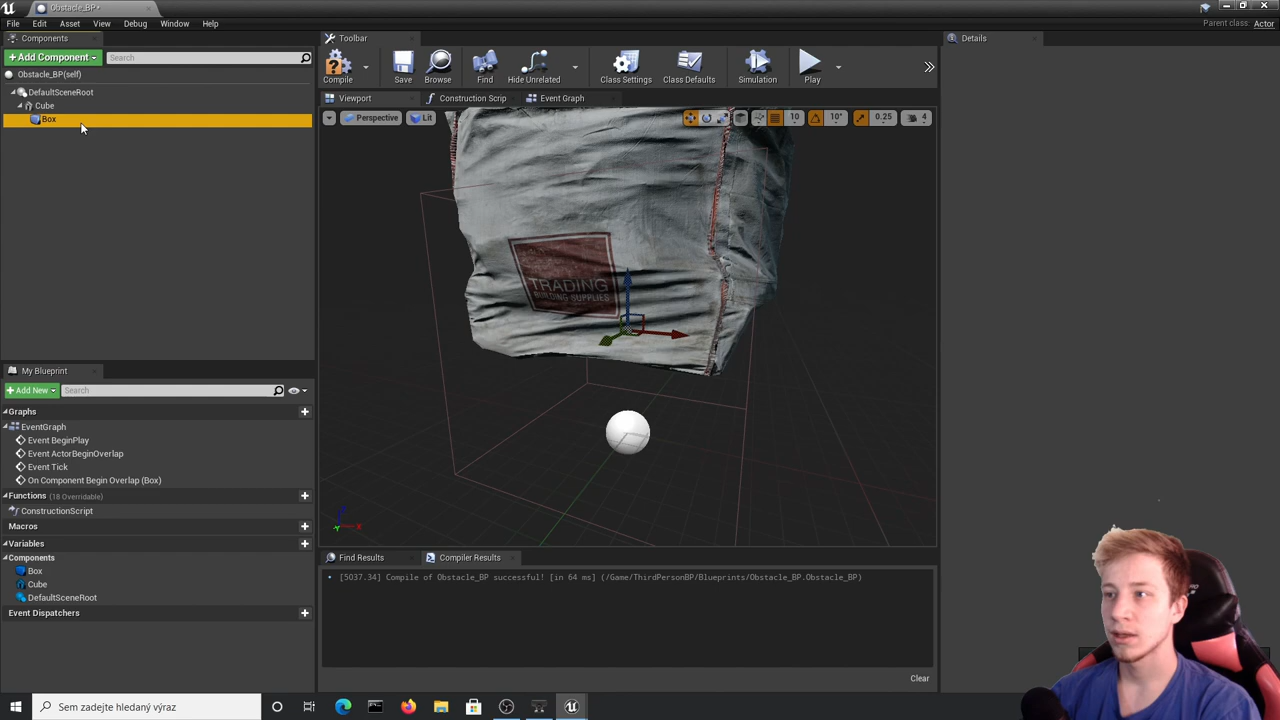 Obstacle_BP*
File Edit Asset View Debug Window Help
Parent class: Actor
Components
Toolbar
Details
+Add Component
Search
Compile
Save
Browse
Find
Hide Unrelated
Class Settings
Class Defaults
Simulation
Play
Obstacle_BP(self)
DefaultSceneRoot
Cube
Box
Viewport
Construction Scrip
Event Graph
Perspective
Lit
10
10°
0.25
4
TRADING
BUILDING SUPPLIES
My Blueprint
+Add New
Search
Graphs
EventGraph
Event BeginPlay
Event ActorBeginOverlap
Event Tick
On Component Begin Overlap (Box)
Functions (18 Overridable)
ConstructionScript
Macros
Variables
Components
Box
Cube
DefaultSceneRoot
Event Dispatchers
Find Results
Compiler Results
[5037.34] Compile of Obstacle_BP successful! [in 64 ms] (/Game/ThirdPersonBP/Blueprints/Obstacle_BP.Obstacle_BP)
Clear
Sem zadejte hledaný výraz